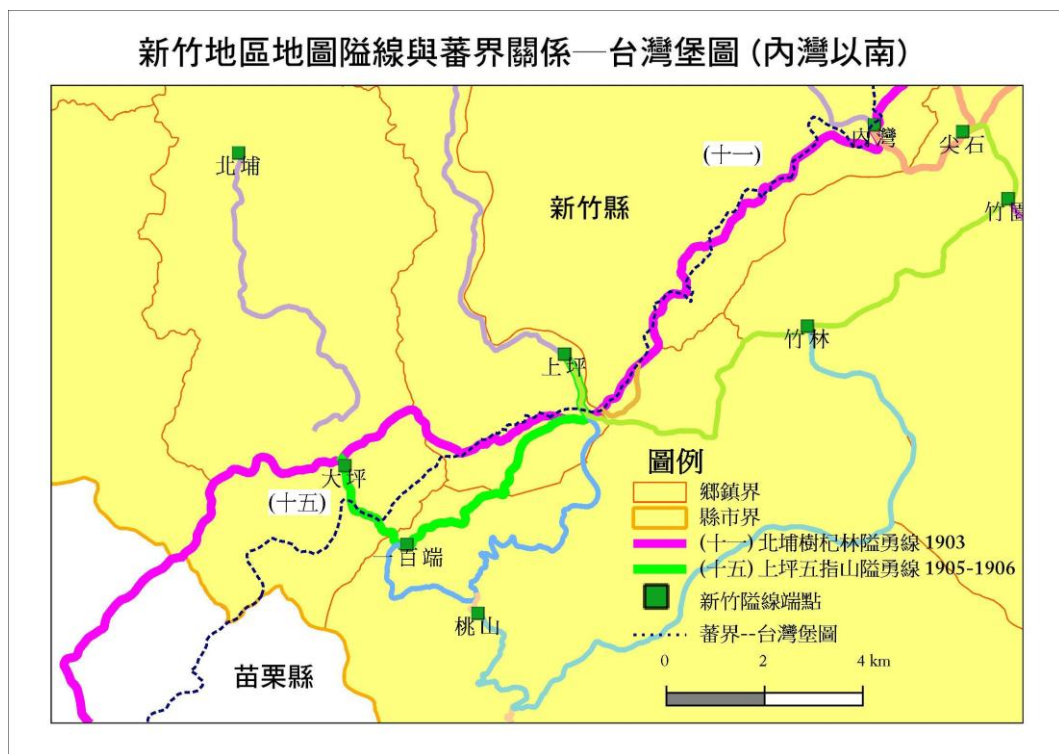 新竹地區地圖隘線與蕃界關係—台灣堡圖 (內灣以南)
(十一)
內灣
尖石
北埔
竹園
新竹縣
竹林
上坪
大坪
(十五)
一百端
桃山
苗栗縣
圖例
鄉鎮界
縣市界
(十一) 北埔樹杞林隘勇線 1903
(十五) 上坪五指山隘勇線 1905-1906
新竹隘線端點
蕃界--台灣堡圖
0 2 4 km